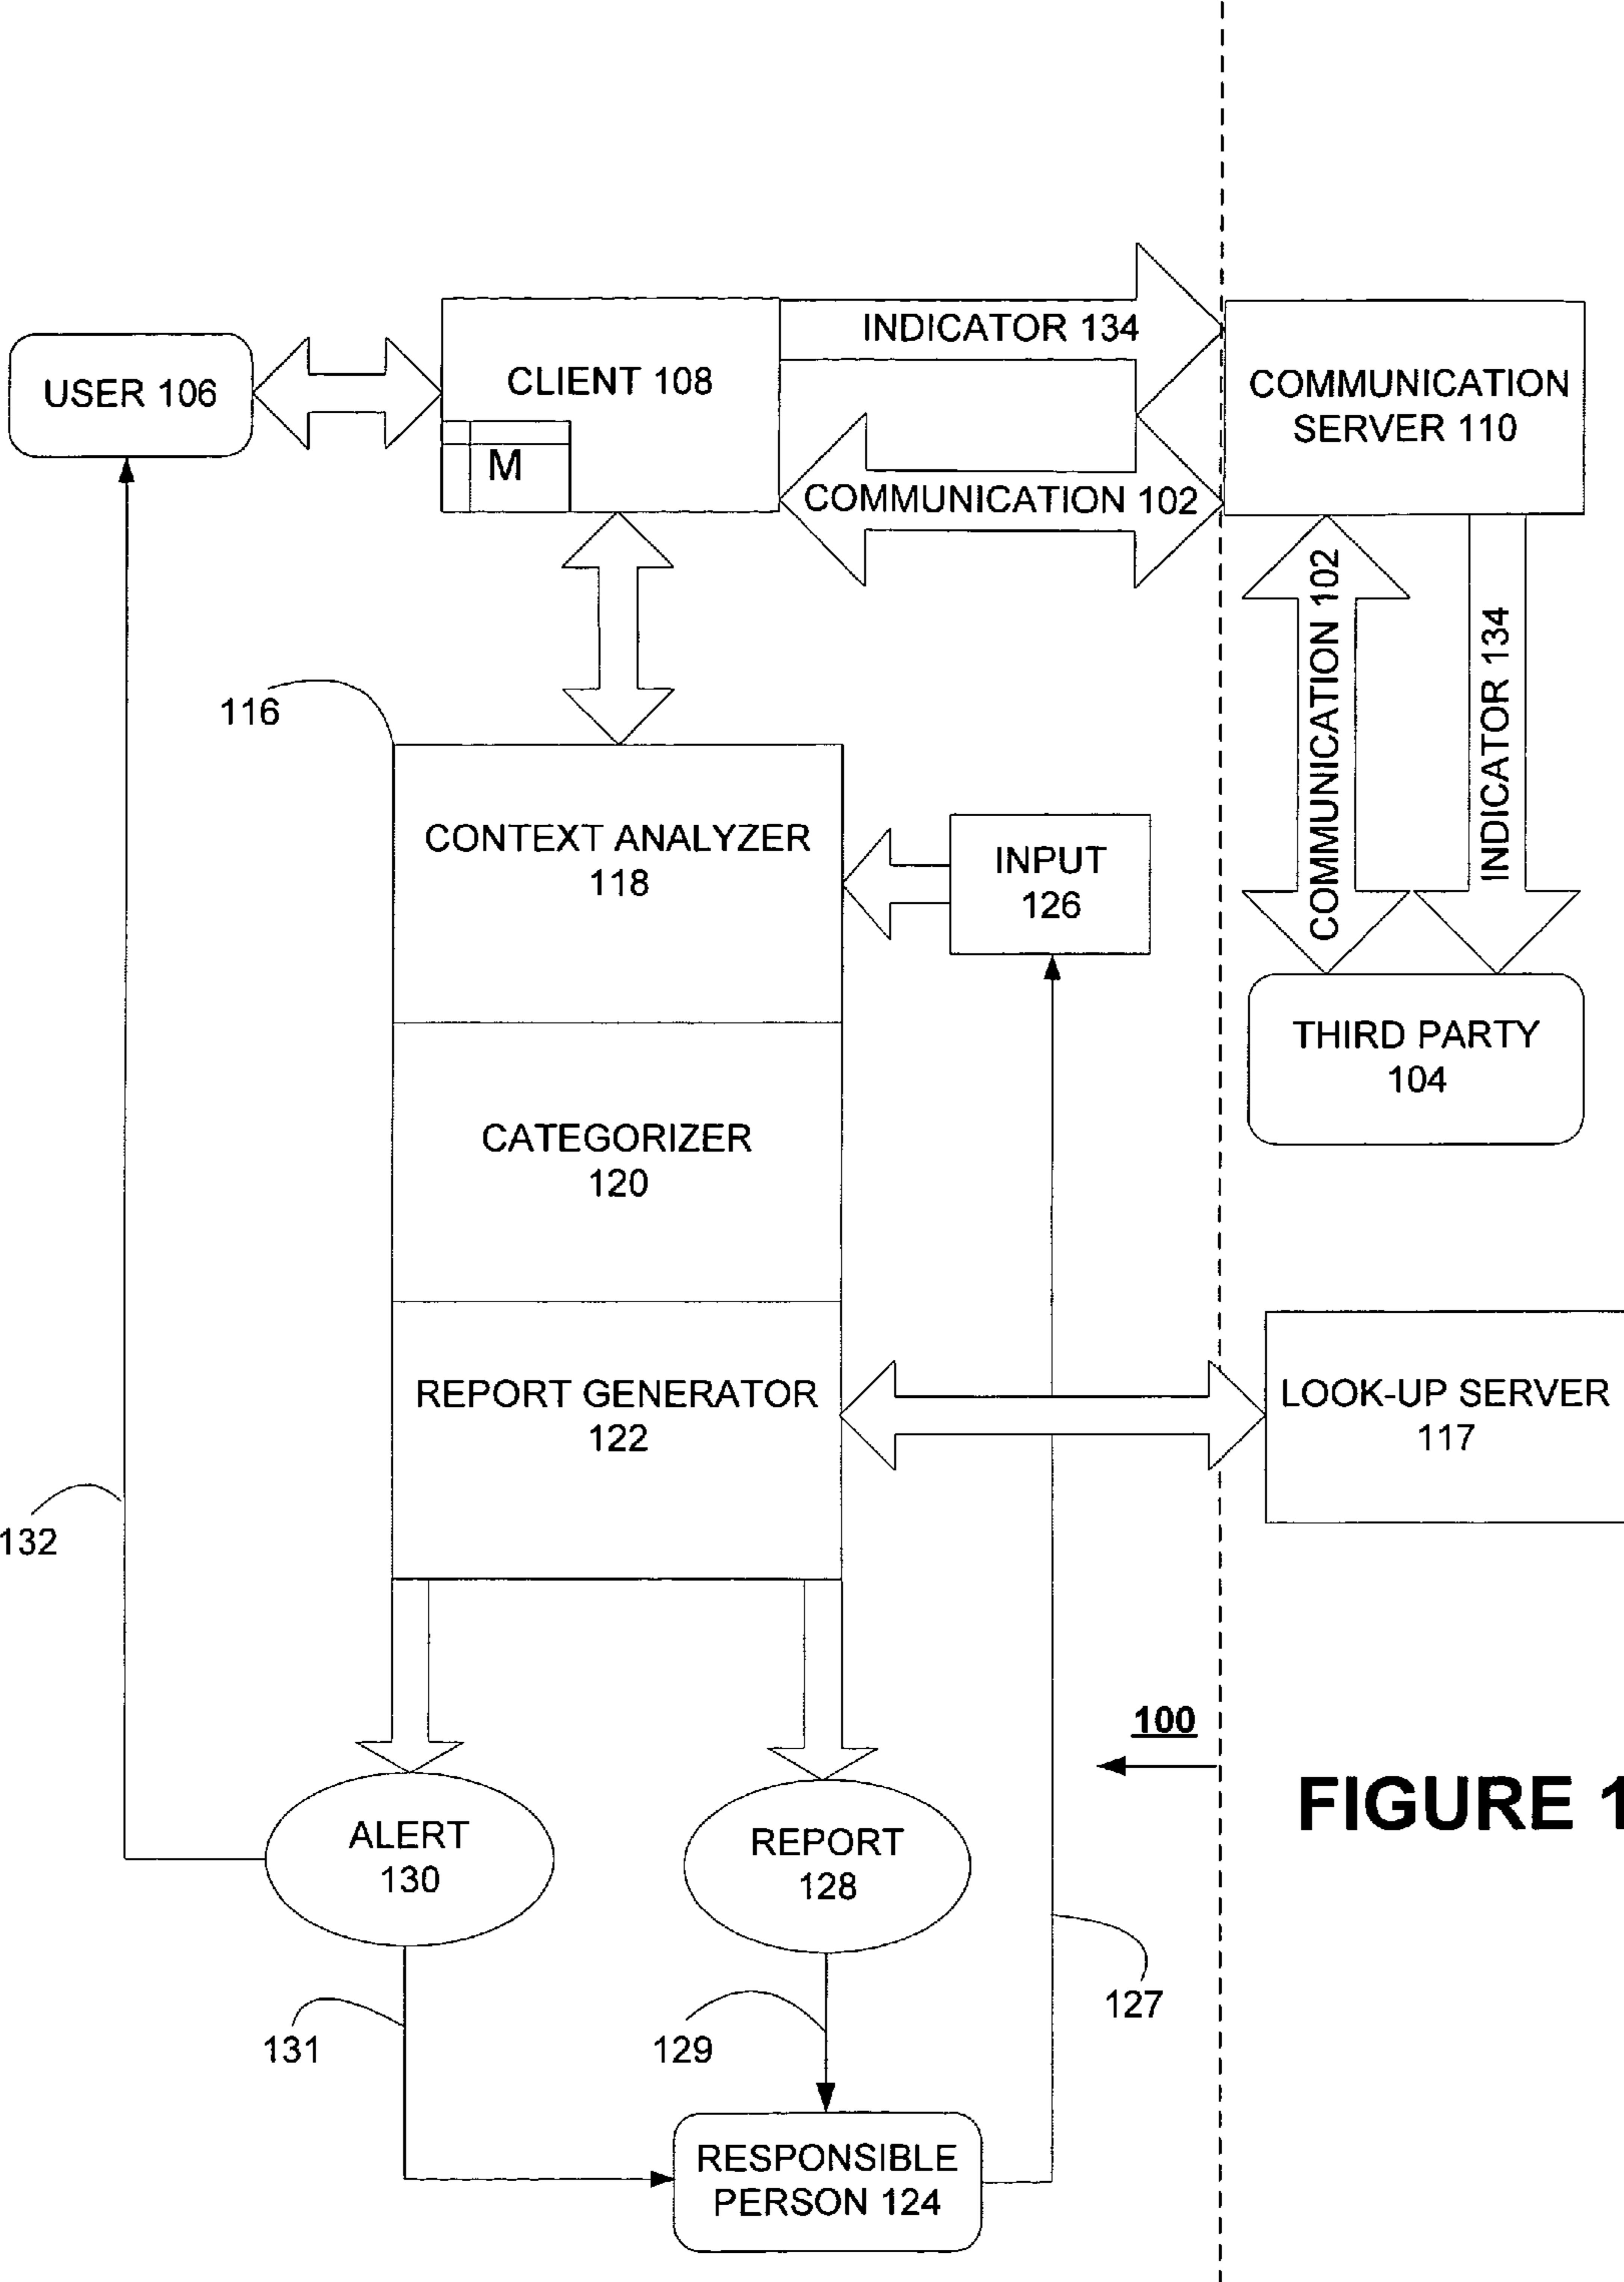 INDICATOR 134
USER 106
CLIENT 108
M
COMMUNICATION
SERVER 110
COMMUNICATION 102
COMMUNICATION 102
INDICATOR 134
116
CONTEXT ANALYZER
118
INPUT
126
THIRD PARTY
104
CATEGORIZER
120
REPORT GENERATOR
122
LOOK-UP SERVER
117
132
100
FIGURE 1
ALERT
130
REPORT
128
127
131
129
RESPONSIBLE
PERSON 124